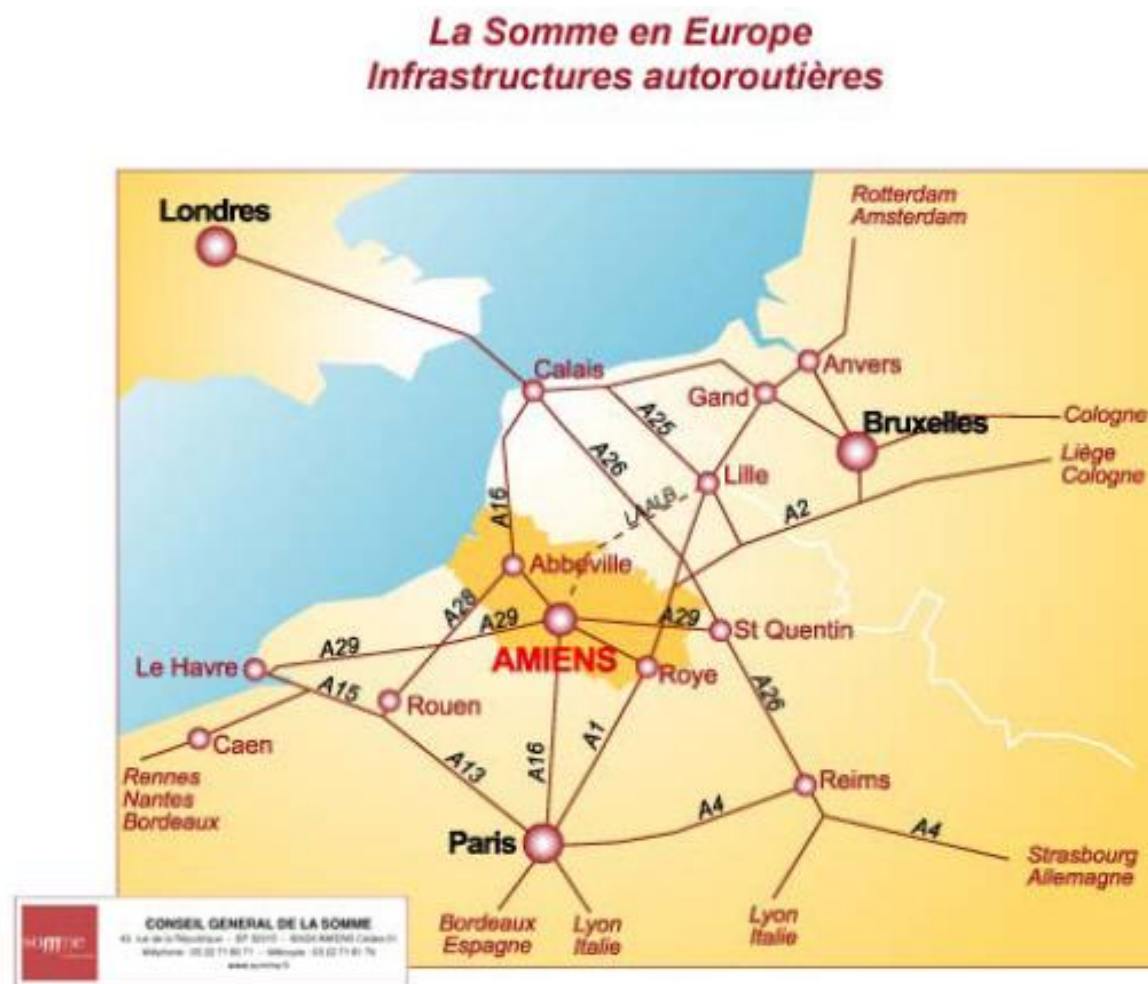 La Somme en Europe
Infrastructures autoroutières
Londres
Rotterdam
Amsterdam
Calais
Anvers
Gand
Bruxelles
Cologne
Liège
Cologne
A25
A26
Lille
A16
LAALB
A2
Abbeville
A28
A29
A29
A29
St Quentin
AMIENS
Le Havre
Roye
A15
Rouen
A26
A1
Caen
A13
A16
Reims
Rennes
Nantes
Bordeaux
A4
Paris
A4
Strasbourg
Allemagne
Bordeaux
Espagne
Lyon
Italie
Lyon
Italie
somme
CONSEIL GENERAL DE LA SOMME